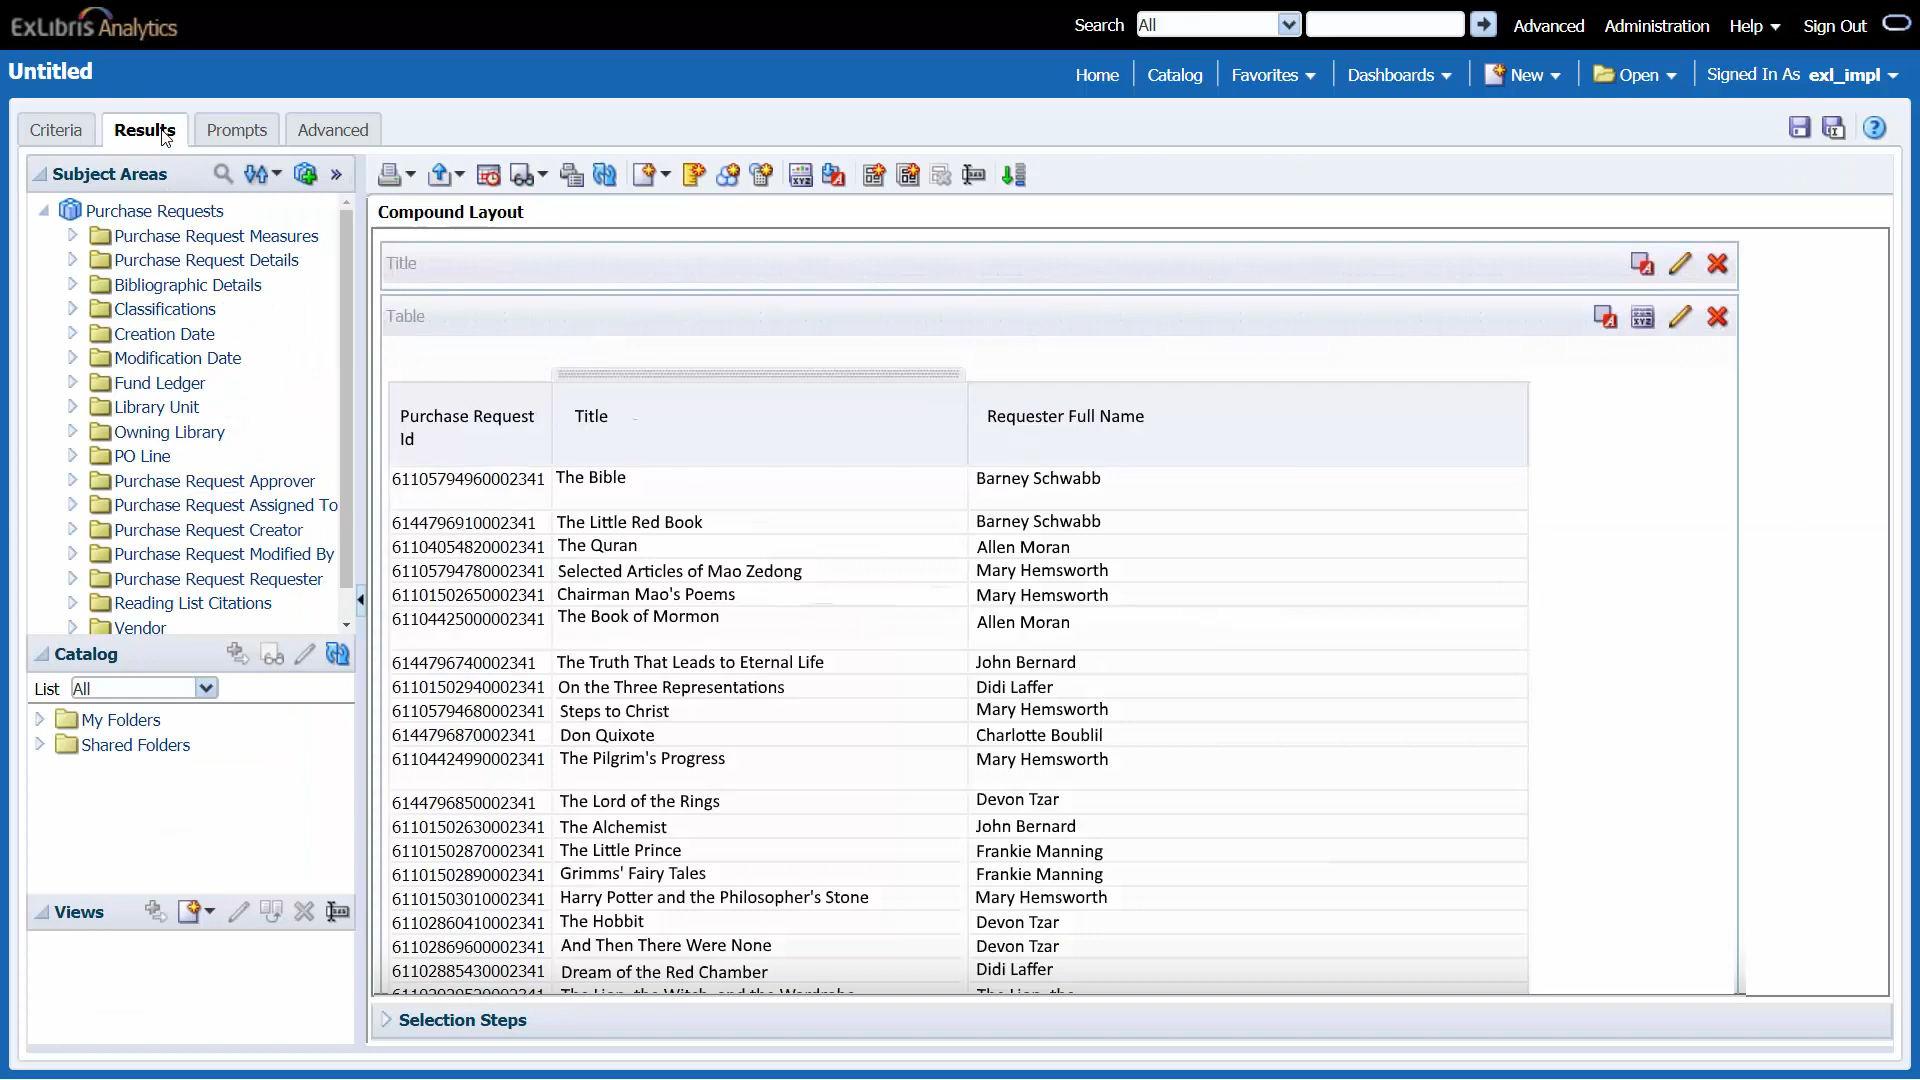 ExLibris Analytics
Search All Advanced Administration Help Sign Out
Untitled
Home Catalog Favorites Dashboards New Open Signed In As exl_impl
Criteria Results Prompts Advanced
Subject Areas
Purchase Requests
Purchase Request Measures
Purchase Request Details
Bibliographic Details
Classifications
Creation Date
Modification Date
Fund Ledger
Library Unit
Owning Library
PO Line
Purchase Request Approver
Purchase Request Assigned To
Purchase Request Creator
Purchase Request Modified By
Purchase Request Requester
Reading List Citations
Vendor
Catalog
List All
My Folders
Shared Folders
Views
Compound Layout
Title
Table
Purchase Request Title Requester Full Name
Id
61105794960002341 The Bible Barney Schwabb
6144796910002341 The Little Red Book Barney Schwabb
61104054820002341 The Quran Allen Moran
61105794780002341 Selected Articles of Mao Zedong Mary Hemsworth
61101502650002341 Chairman Mao's Poems Mary Hemsworth
61104425000002341 The Book of Mormon Allen Moran
6144796740002341 The Truth That Leads to Eternal Life John Bernard
61101502940002341 On the Three Representations Didi Laffer
61105794680002341 Steps to Christ Mary Hemsworth
6144796870002341 Don Quixote Charlotte Boublil
61104424990002341 The Pilgrim's Progress Mary Hemsworth
6144796850002341 The Lord of the Rings Devon Tzar
61101502630002341 The Alchemist John Bernard
61101502870002341 The Little Prince Frankie Manning
61101502890002341 Grimms' Fairy Tales Frankie Manning
61101503010002341 Harry Potter and the Philosopher's Stone Mary Hemsworth
61102860410002341 The Hobbit Devon Tzar
61102869600002341 And Then There Were None Devon Tzar
61102885430002341 Dream of the Red Chamber Didi Laffer
Selection Steps